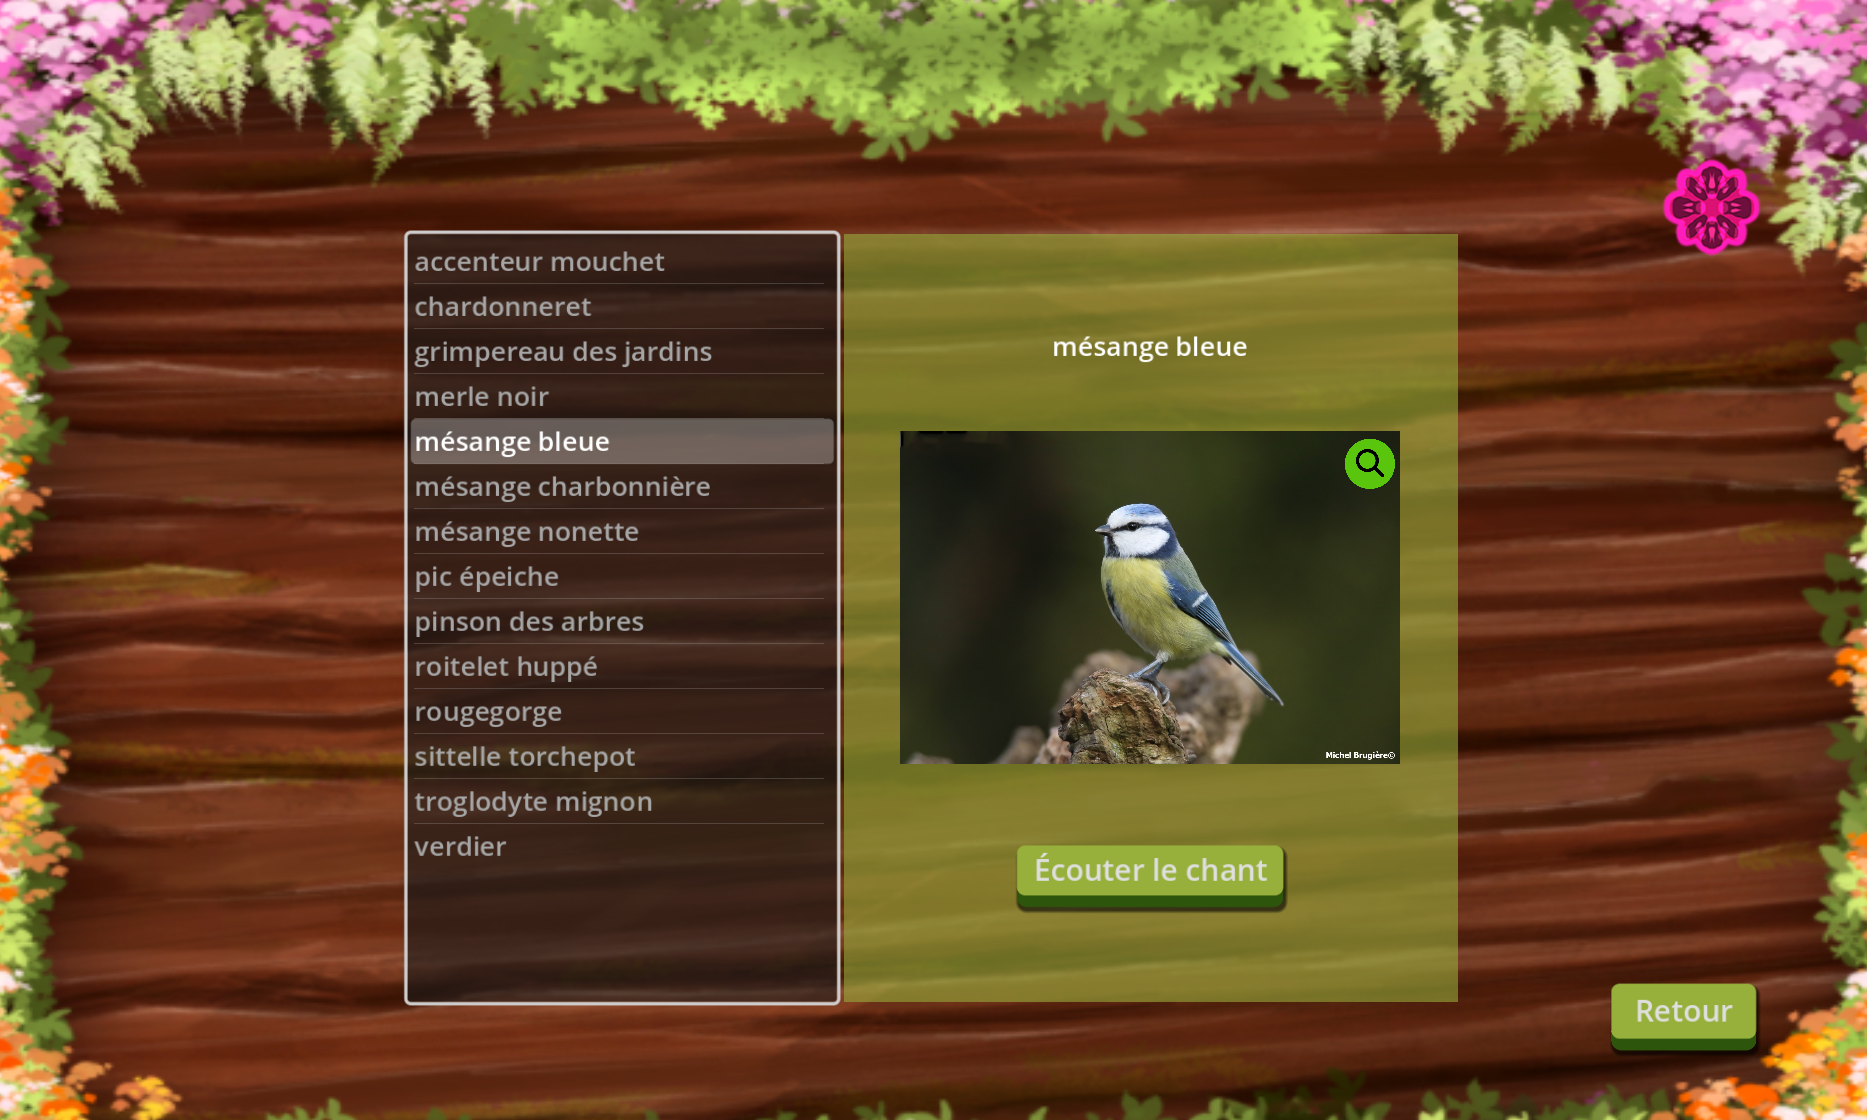 accenteur mouchet
chardonneret
grimpereau des jardins
merle noir
mésange bleue
mésange charbonnière
mésange nonette
pic épeiche
pinson des arbres
roitelet huppé
rougegorge
sittelle torchepot
troglodyte mignon
verdier
mésange bleue
Michel Brugière©
Écouter le chant
Retour